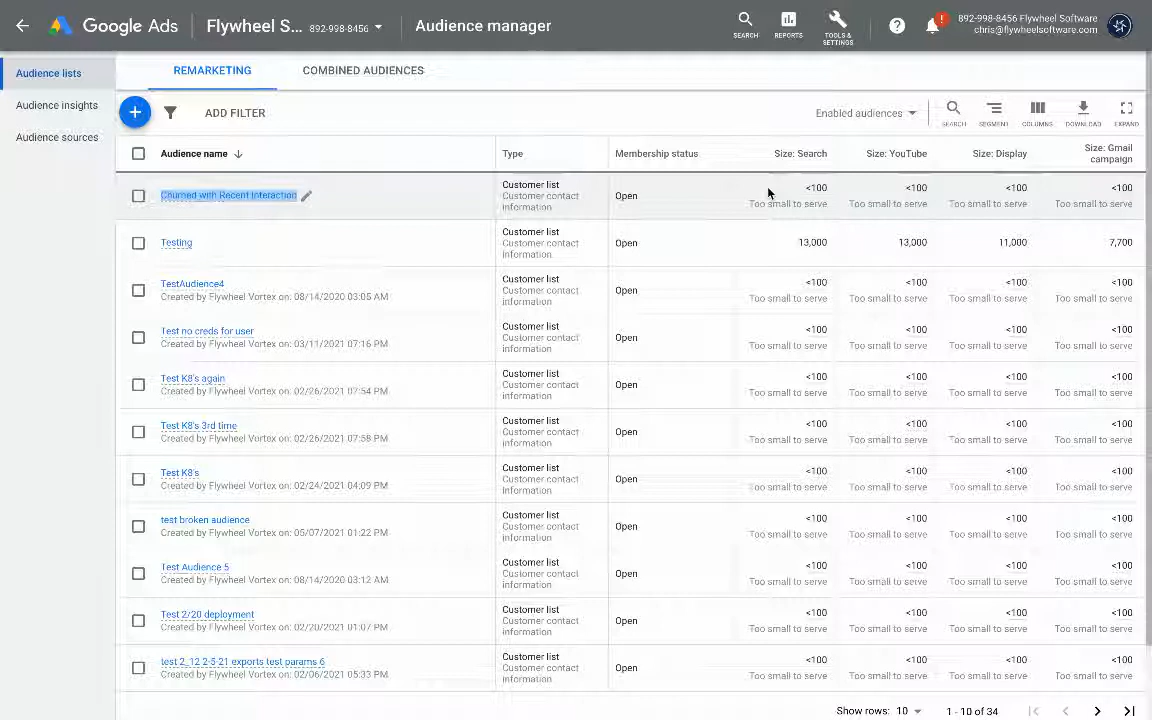 Google Ads
Flywheel S... 892-998-8456
Audience manager
SEARCH
REPORTS
TOOLS &
SETTINGS
!
892-998-8456 Flywheel Software
chris@flywheelsoftware.com
Audience lists
Audience insights
Audience sources
REMARKETING
COMBINED AUDIENCES
ADD FILTER
Enabled audiences
SEARCH
SEGMENT
COLUMNS
DOWNLOAD
EXPAND
Audience name
Type
Membership status
Size: Search
Size: YouTube
Size: Display
Size: Gmail
campaign
Churned with Recent Interaction
Customer list
Customer contact
information
Open
<100
Too small to serve
<100
Too small to serve
<100
Too small to serve
<100
Too small to serve
Testing
Customer list
Customer contact
information
Open
13,000
13,000
11,000
7,700
TestAudience4
Created by Flywheel Vortex on: 08/14/2020 03:05 AM
Customer list
Customer contact
information
Open
<100
Too small to serve
<100
Too small to serve
<100
Too small to serve
<100
Too small to serve
Test no creds for user
Created by Flywheel Vortex on: 03/11/2021 07:16 PM
Customer list
Customer contact
information
Open
<100
Too small to serve
<100
Too small to serve
<100
Too small to serve
<100
Too small to serve
Test K8's again
Created by Flywheel Vortex on: 02/26/2021 07:54 PM
Customer list
Customer contact
information
Open
<100
Too small to serve
<100
Too small to serve
<100
Too small to serve
<100
Too small to serve
Test K8's 3rd time
Created by Flywheel Vortex on: 02/26/2021 07:58 PM
Customer list
Customer contact
information
Open
<100
Too small to serve
<100
Too small to serve
<100
Too small to serve
<100
Too small to serve
Test K8's
Created by Flywheel Vortex on: 02/24/2021 04:09 PM
Customer list
Customer contact
information
Open
<100
Too small to serve
<100
Too small to serve
<100
Too small to serve
<100
Too small to serve
test broken audience
Created by Flywheel Vortex on: 05/07/2021 01:22 PM
Customer list
Customer contact
information
Open
<100
Too small to serve
<100
Too small to serve
<100
Too small to serve
<100
Too small to serve
Test Audience 5
Created by Flywheel Vortex on: 08/14/2020 03:12 AM
Customer list
Customer contact
information
Open
<100
Too small to serve
<100
Too small to serve
<100
Too small to serve
<100
Too small to serve
Test 2/20 deployment
Created by Flywheel Vortex on: 02/20/2021 01:07 PM
Customer list
Customer contact
information
Open
<100
Too small to serve
<100
Too small to serve
<100
Too small to serve
<100
Too small to serve
test 2_12 2-5-21 exports test params 6
Created by Flywheel Vortex on: 02/06/2021 05:33 PM
Customer list
Customer contact
information
Open
<100
Too small to serve
<100
Too small to serve
<100
Too small to serve
<100
Too small to serve
Show rows: 10
1 - 10 of 34